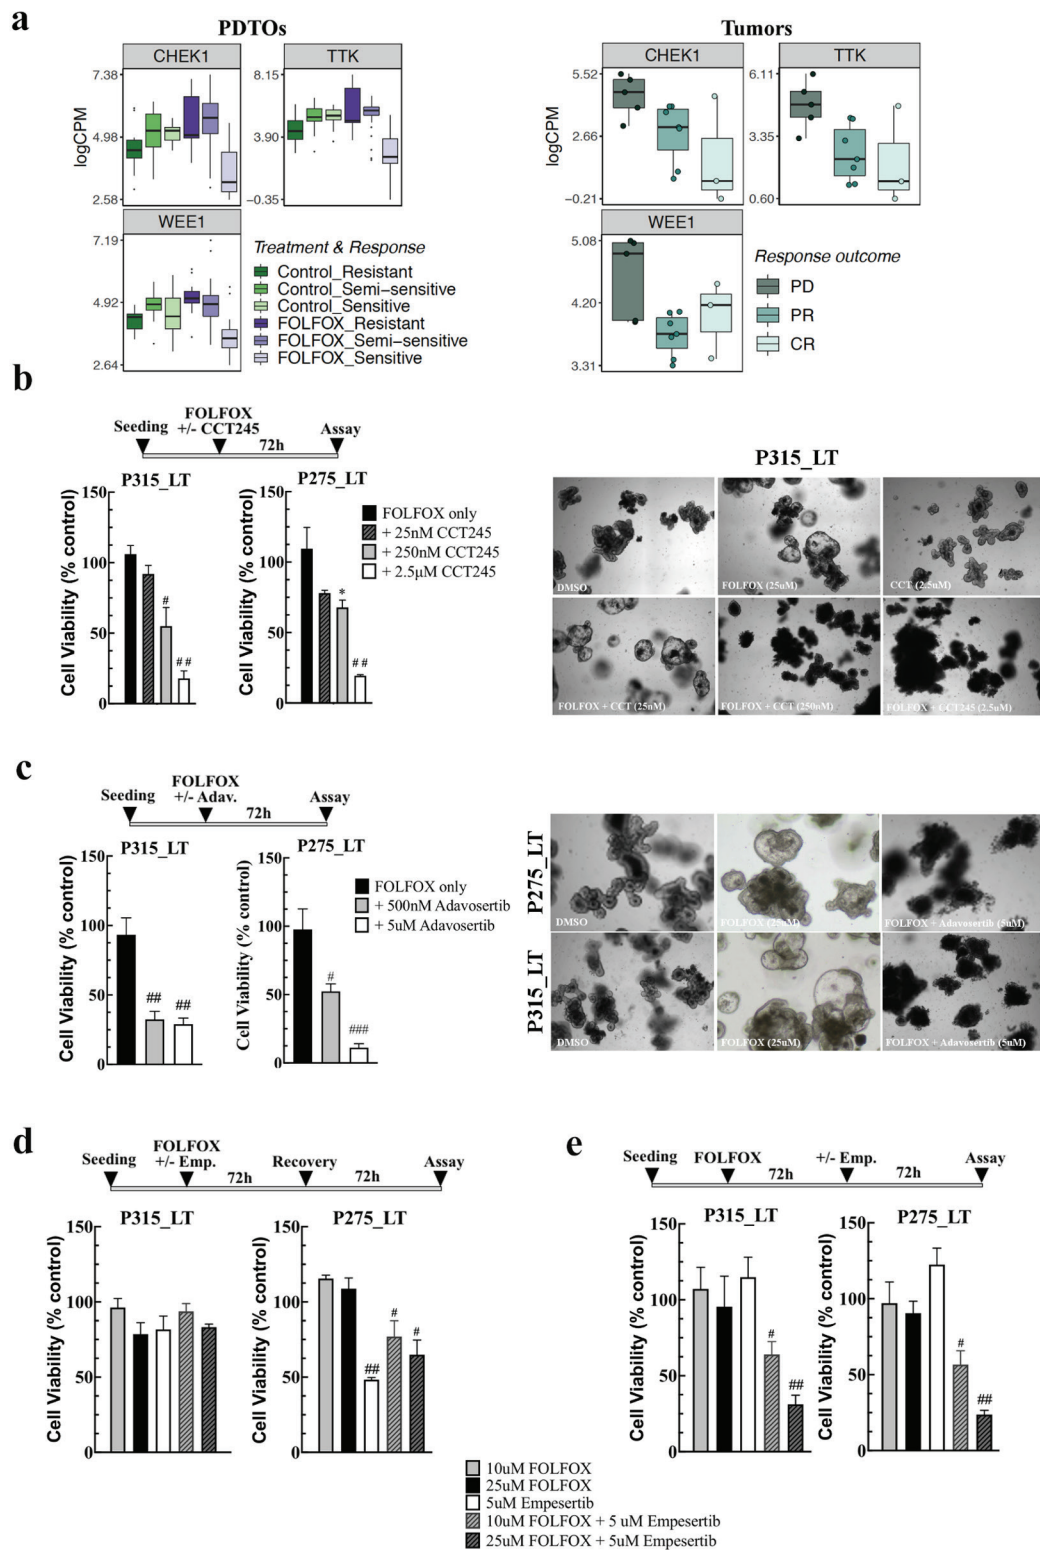 a
PDTOs
Tumors
CHEK1
TTK
CHEK1
TTK
logCPM
7.38
4.98
2.58
8.15
3.90
−0.35
logCPM
5.52
2.66
−0.21
6.11
3.35
0.60
WEE1
7.19
4.92
2.64
Treatment & Response
Control_Resistant
Control_Semi-sensitive
Control_Sensitive
FOLFOX_Resistant
FOLFOX_Semi-sensitive
FOLFOX_Sensitive
WEE1
5.08
4.20
3.31
Response outcome
PD
PR
CR
b
FOLFOX
+/- CCT245
Seeding
72h
Assay
P315_LT
P275_LT
Cell Viability (% control)
150
100
50
0
#
##
Cell Viability (% control)
150
100
50
0
*
##
FOLFOX only
+ 25nM CCT245
+ 250nM CCT245
+ 2.5µM CCT245
P315_LT
DMSO
FOLFOX (25uM)
CCT (2.5uM)
FOLFOX + CCT (25nM)
FOLFOX + CCT (250nM)
FOLFOX + CCT245 (2.5uM)
c
FOLFOX
+/- Adav.
Seeding
72h
Assay
P315_LT
P275_LT
Cell Viability (% control)
150
100
50
0
##
##
Cell Viability (% control)
150
100
50
0
#
###
FOLFOX only
+ 500nM Adavosertib
+ 5uM Adavosertib
P275_LT
DMSO
FOLFOX (25uM)
FOLFOX + Adavosertib (5uM)
P315_LT
DMSO
FOLFOX (25uM)
FOLFOX + Adavosertib (5uM)
d
FOLFOX
+/- Emp.
Seeding
72h
Recovery
72h
Assay
P315_LT
P275_LT
Cell Viability (% control)
150
100
50
0
Cell Viability (% control)
150
100
50
0
##
#
#
e
Seeding
FOLFOX
72h
+/- Emp.
72h
Assay
P315_LT
P275_LT
Cell Viability (% control)
150
100
50
0
#
##
Cell Viability (% control)
150
100
50
0
#
##
10uM FOLFOX
25uM FOLFOX
5uM Empesertib
10uM FOLFOX + 5 uM Empesertib
25uM FOLFOX + 5uM Empesertib